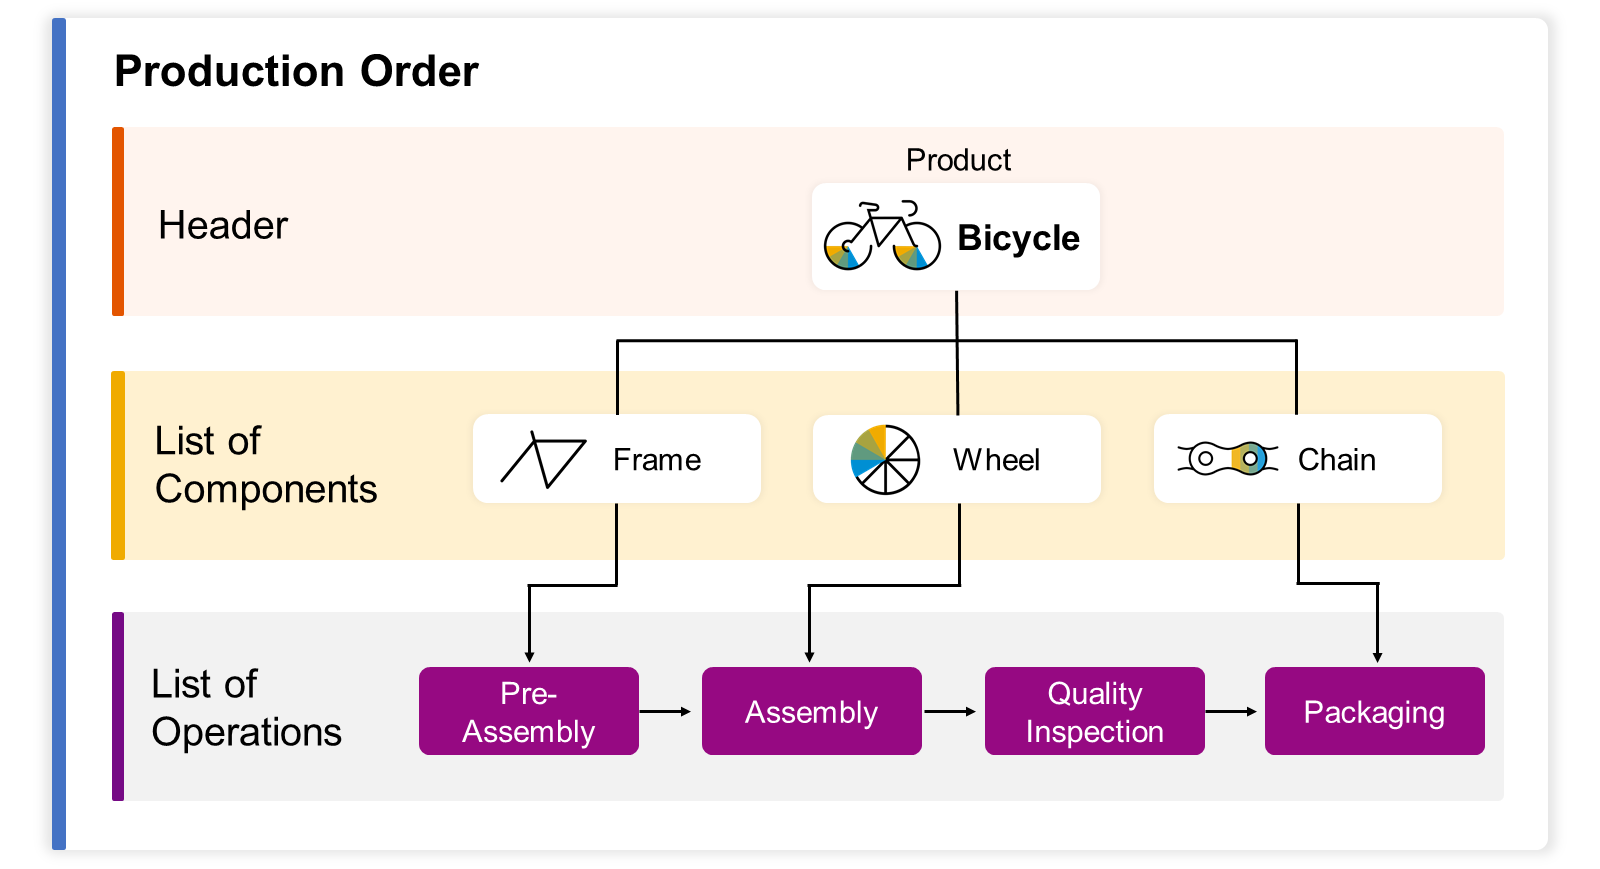 Production Order
Product
Header
Bicycle
List of
Components
Frame
Wheel
Chain
List of
Operations
Pre-
Assembly
Assembly
Quality
Inspection
Packaging